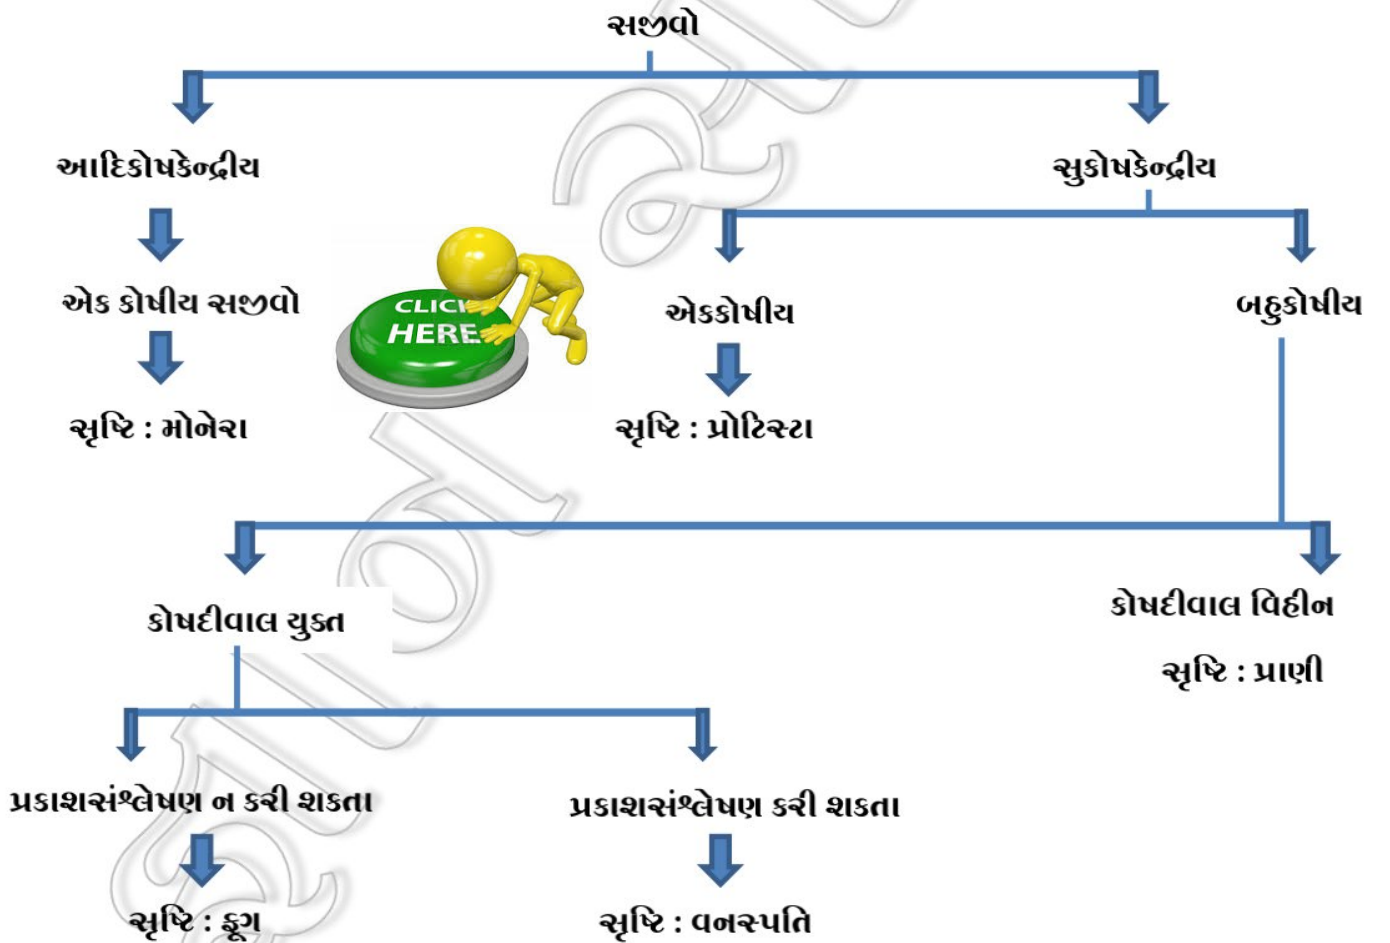 સજીવો
આદિકોષકેન્દ્રીય
સુકોષકેન્દ્રીય
એક કોષીય સજીવો
CLICK
HERE
એકકોષીય
બહુકોષીય
સૃષ્ટિ : મોનેરા
સૃષ્ટિ : પ્રોટિસ્ટા
કોષદીવાલ યુક્ત
કોષદીવાલ વિહીન
સૃષ્ટિ : પ્રાણી
પ્રકાશસંશ્લેષણ ન કરી શકતા
પ્રકાશસંશ્લેષણ કરી શકતા
સૃષ્ટિ : ફૂગ
સૃષ્ટિ : વનસ્પતિ